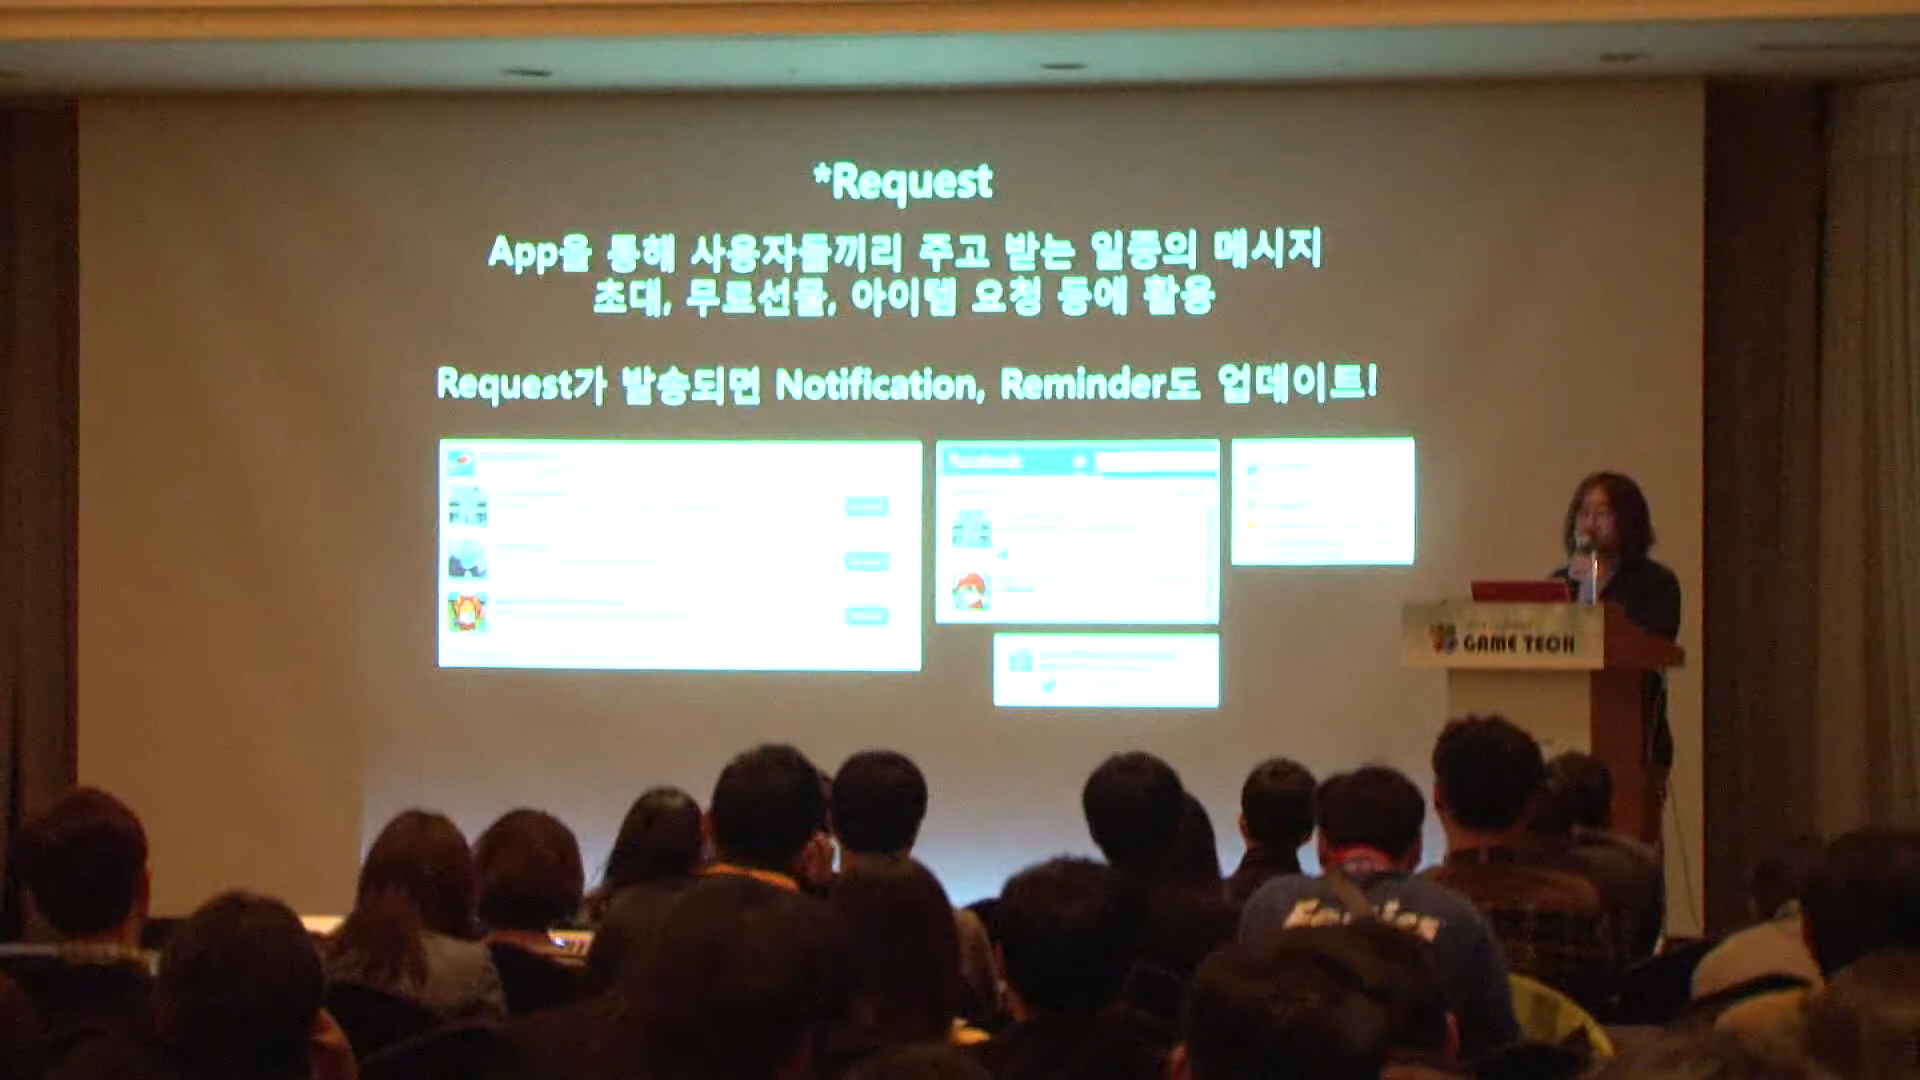 *Request
App을 통해 사용자들끼리 주고 받는 일종의 메시지
초대, 무료선물, 아이템 요청 등에 활용
Request가 발송되면 Notification, Reminder도 업데이트!
facebook
GAME TECH